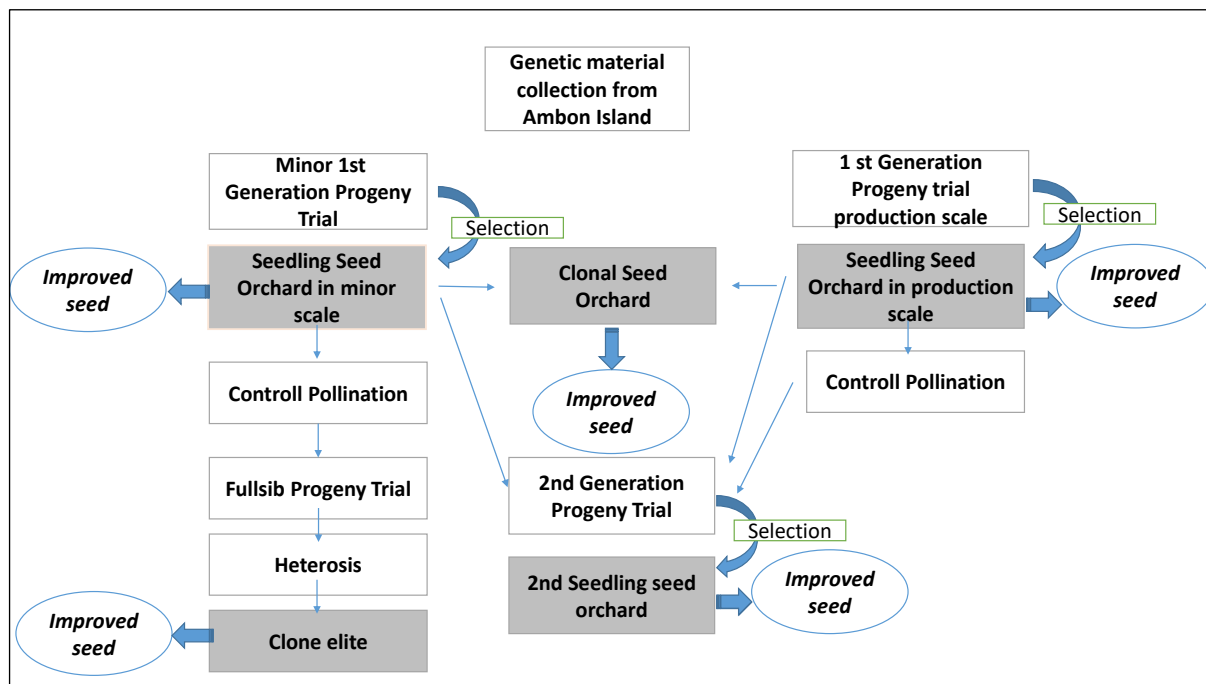 Genetic material
collection from
Ambon Island
Minor 1st
Generation Progeny
Trial
1 st Generation
Progeny trial
production scale
Selection
Selection
Improved
seed
Seedling Seed
Orchard in minor
scale
Clonal Seed
Orchard
Seedling Seed
Orchard in production
scale
Improved
seed
Controll Pollination
Improved
seed
Controll Pollination
Fullsib Progeny Trial
2nd Generation
Progeny Trial
Selection
Heterosis
2nd Seedling seed
orchard
Improved
seed
Improved
seed
Clone elite